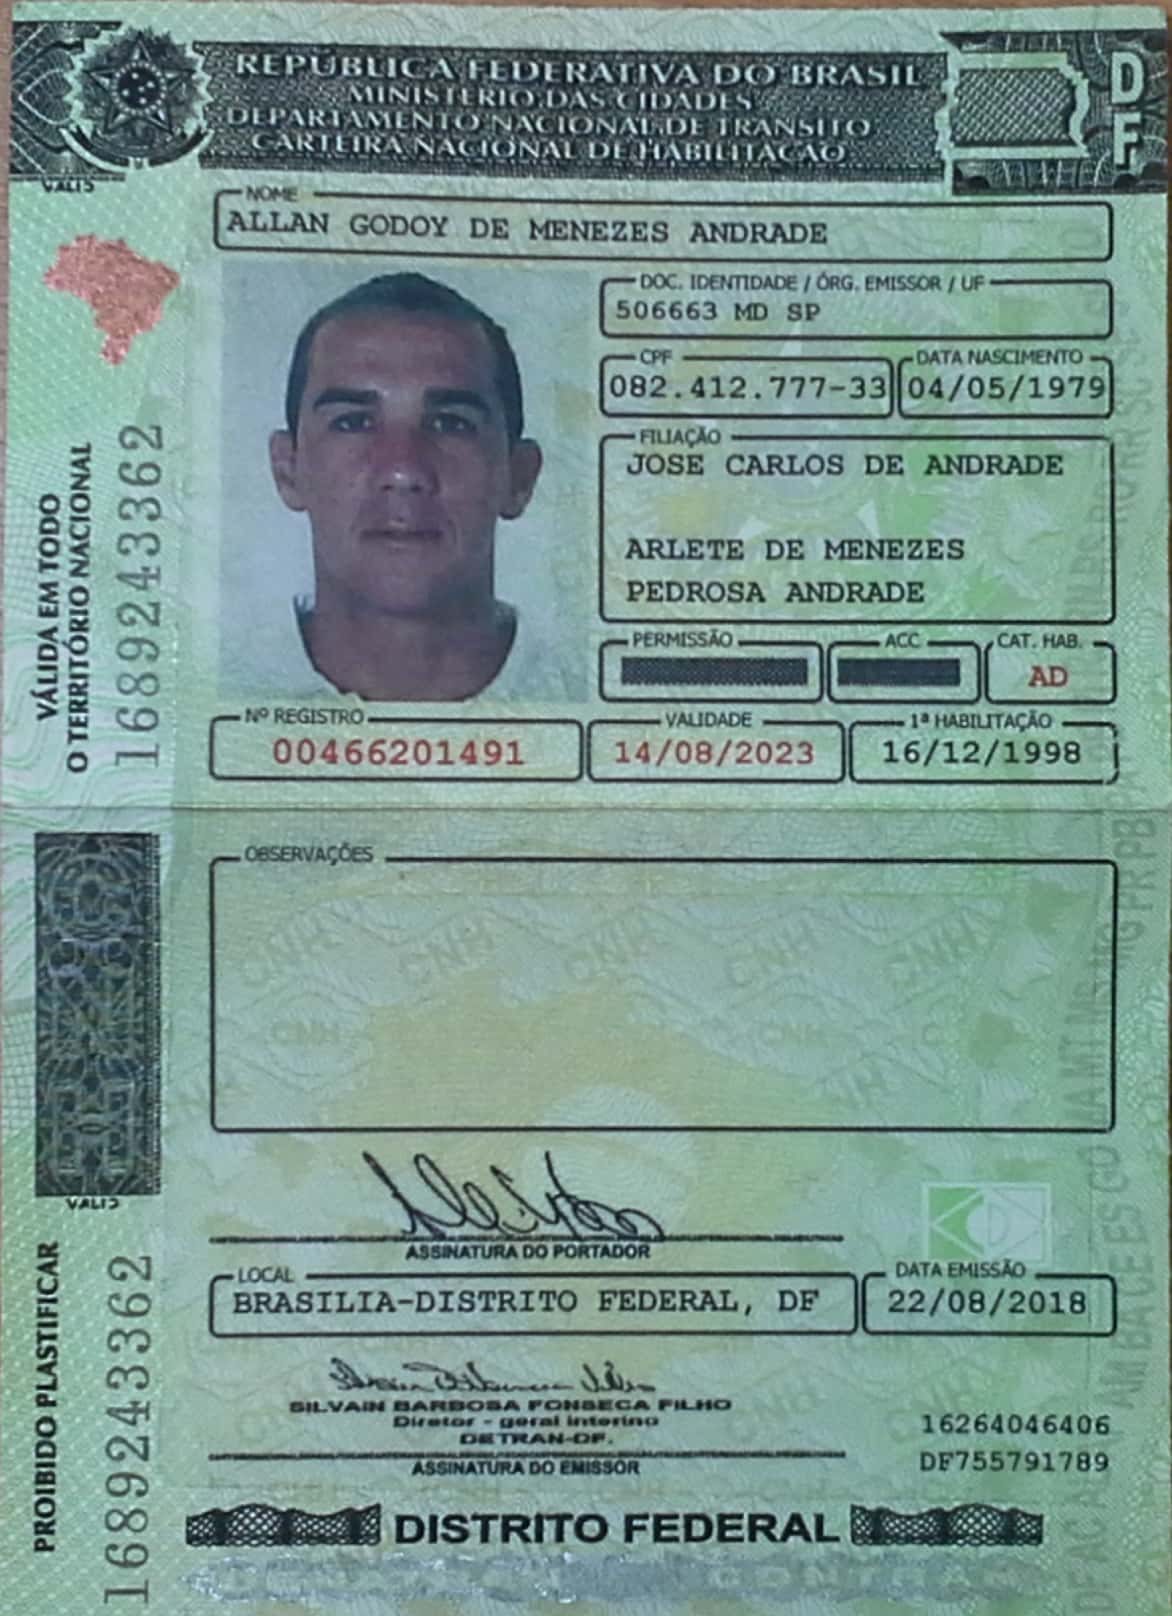 REPÚBLICA FEDERATIVA DO BRASIL
MINISTÉRIO DAS CIDADES
DEPARTAMENTO NACIONAL DE TRÂNSITO
CARTEIRA NACIONAL DE HABILITAÇÃO
DF
NOME
ALLAN GODOY DE MENEZES ANDRADE
DOC. IDENTIDADE / ÓRG. EMISSOR / UF
506663 MD SP
CPF
082.412.777-33
DATA NASCIMENTO
04/05/1979
FILIAÇÃO
JOSE CARLOS DE ANDRADE
ARLETE DE MENEZES
PEDROSA ANDRADE
PERMISSÃO
ACC
CAT. HAB.
AD
Nº REGISTRO
00466201491
VALIDADE
14/08/2023
1ª HABILITAÇÃO
16/12/1998
VÁLIDA EM TODO
O TERRITÓRIO NACIONAL
1689243362
OBSERVAÇÕES
CNH CNH CNH CNH CNH
ASSINATURA DO PORTADOR
LOCAL
BRASILIA-DISTRITO FEDERAL, DF
DATA EMISSÃO
22/08/2018
SILVAIN BARBOSA FONSECA FILHO
Diretor - geral interino
DETRAN-DF.
ASSINATURA DO EMISSOR
16264046406
DF755791789
PROIBIDO PLASTIFICAR
1689243362
DISTRITO FEDERAL